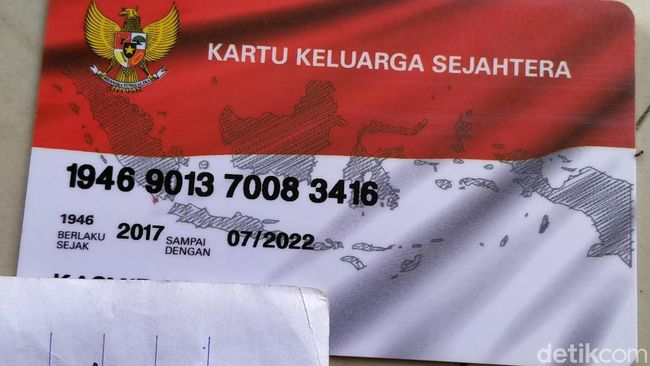 KARTU KELUARGA SEJAHTERA
1946 9013 7008 3416
1946
BERLAKU SEJAK 2017 SAMPAI DENGAN 07/2022
detikcom